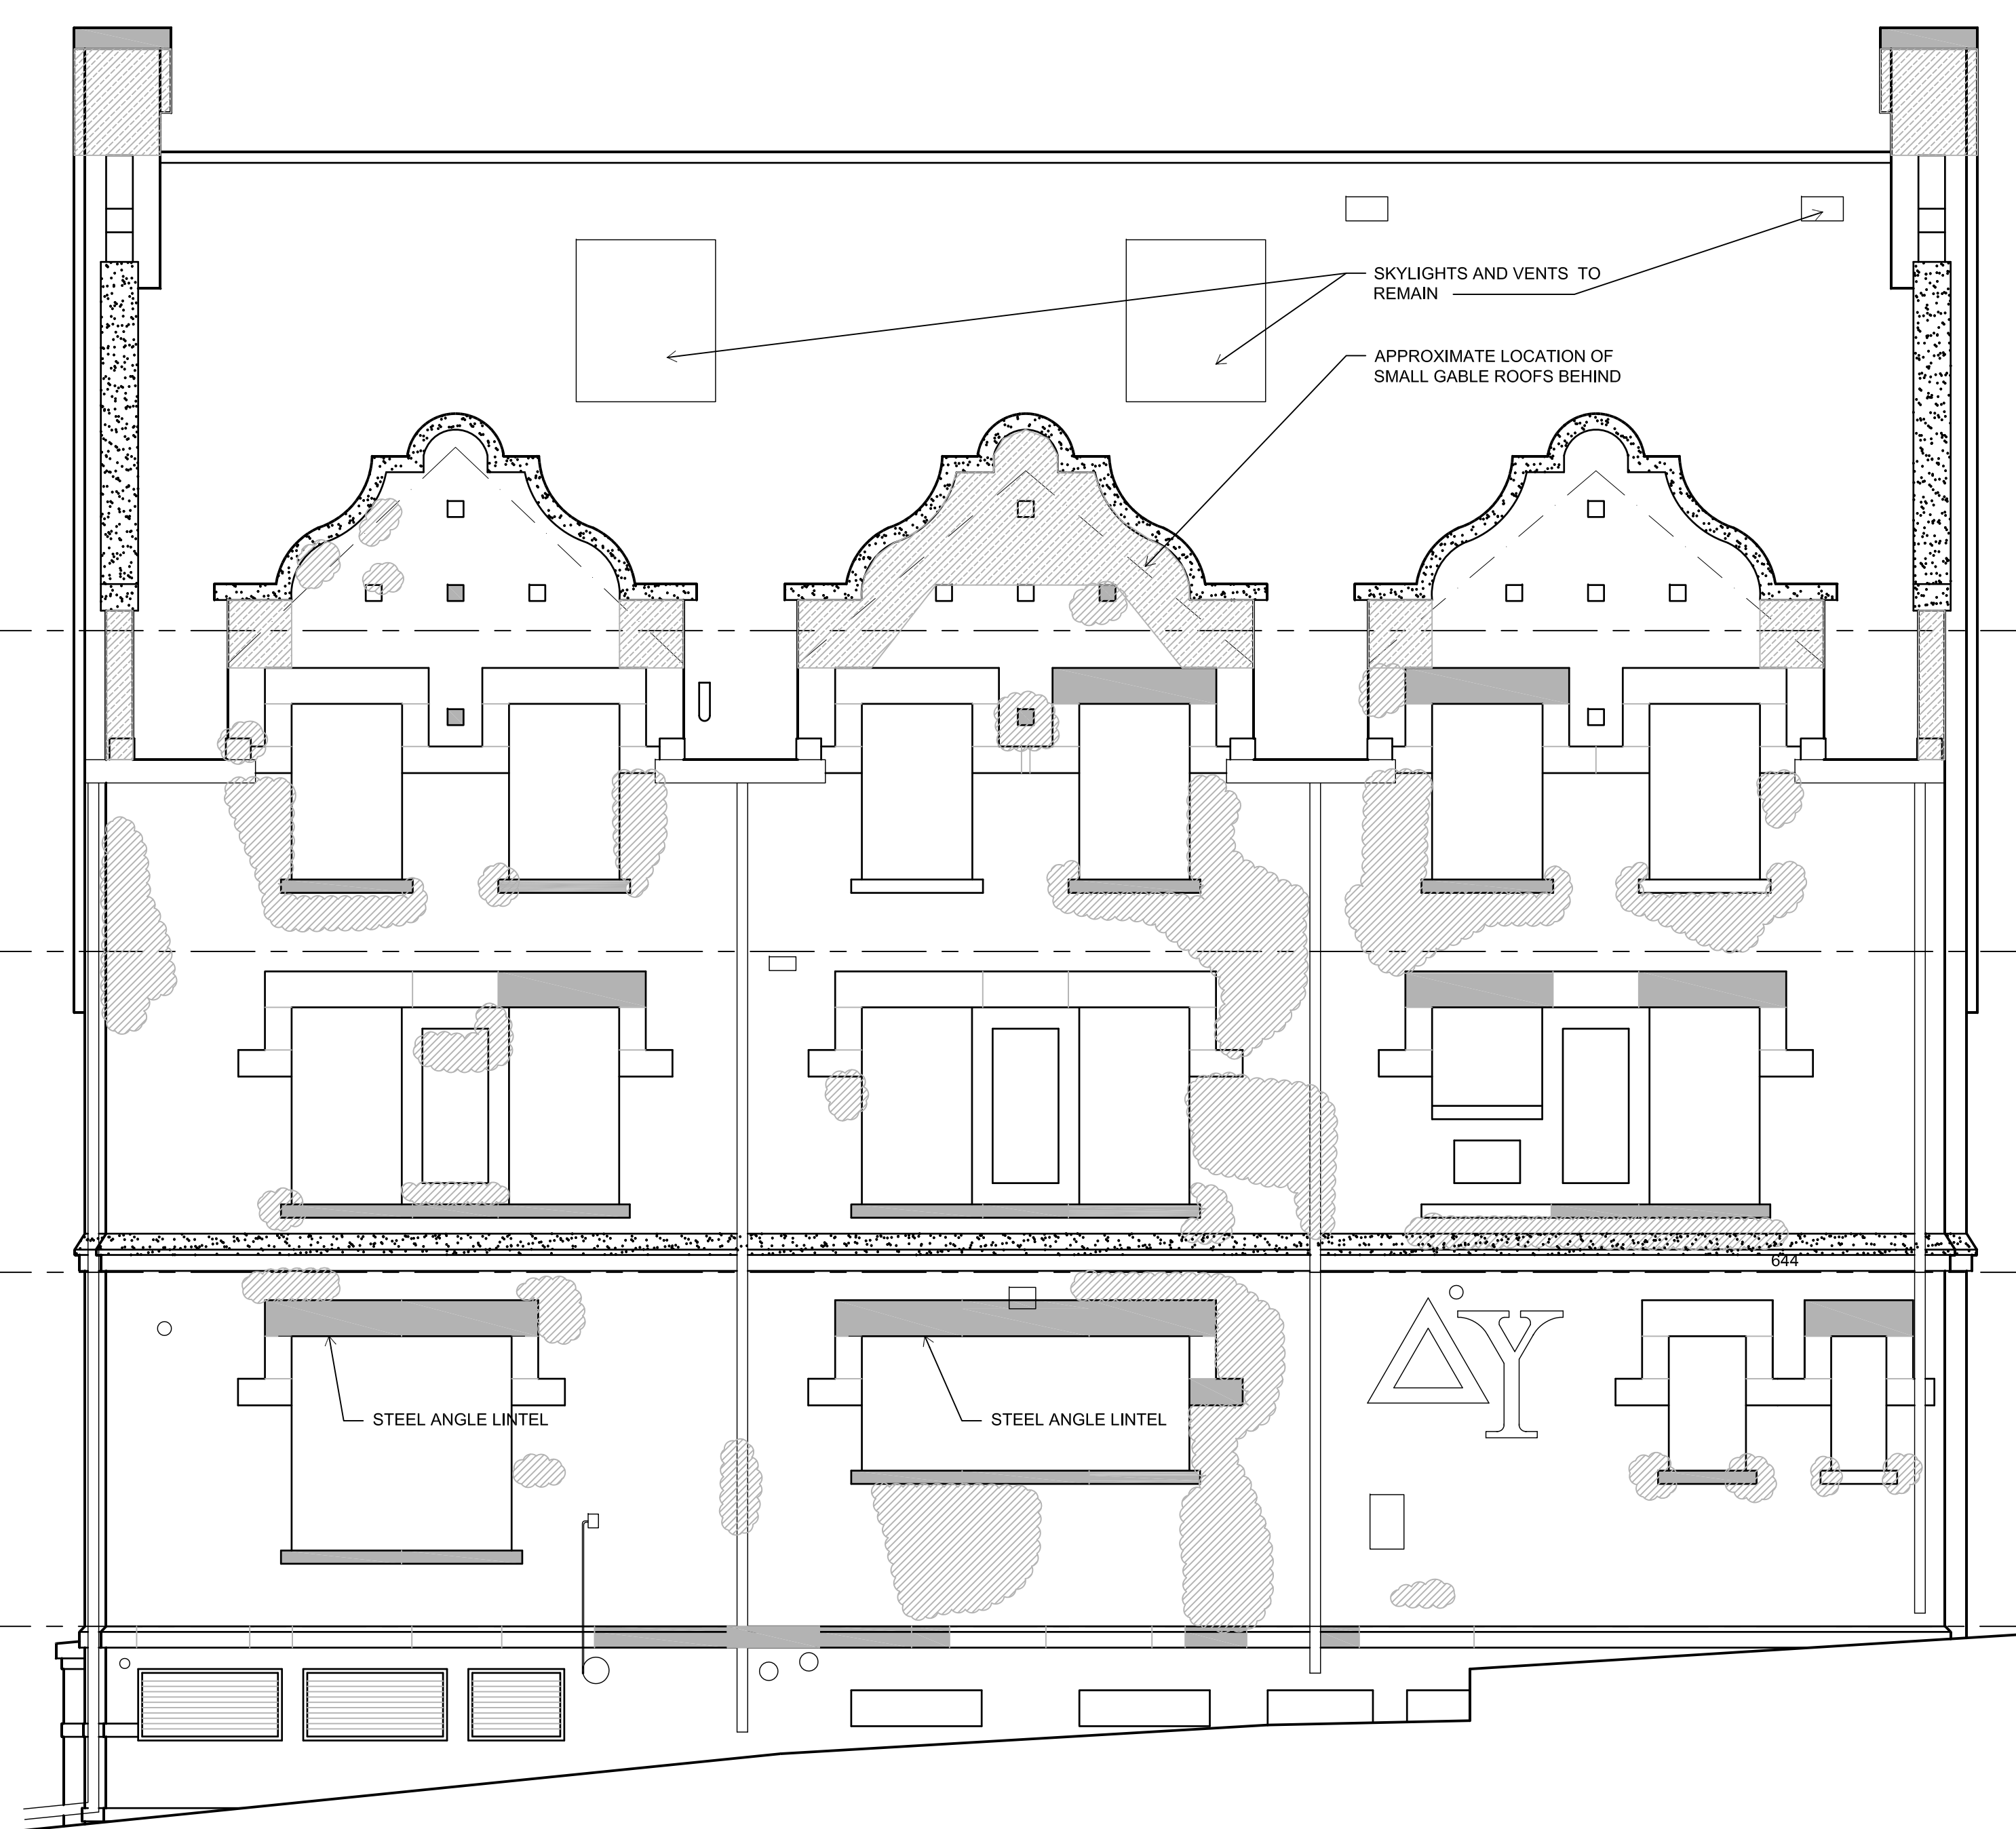 SKYLIGHTS AND VENTS TO
REMAIN
APPROXIMATE LOCATION OF
SMALL GABLE ROOFS BEHIND
644
ΔΥ
STEEL ANGLE LINTEL
STEEL ANGLE LINTEL